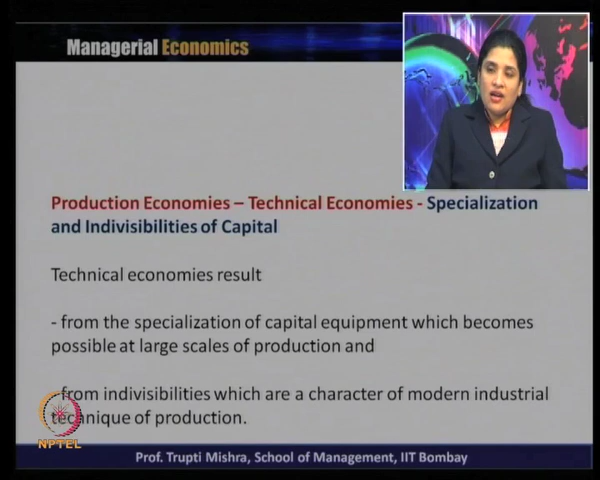 Managerial Economics
Production Economies – Technical Economies - Specialization
and Indivisibilities of Capital
Technical economies result
- from the specialization of capital equipment which becomes
possible at large scales of production and
- from indivisibilities which are a character of modern industrial
technique of production.
NPTEL
Prof. Trupti Mishra, School of Management, IIT Bombay